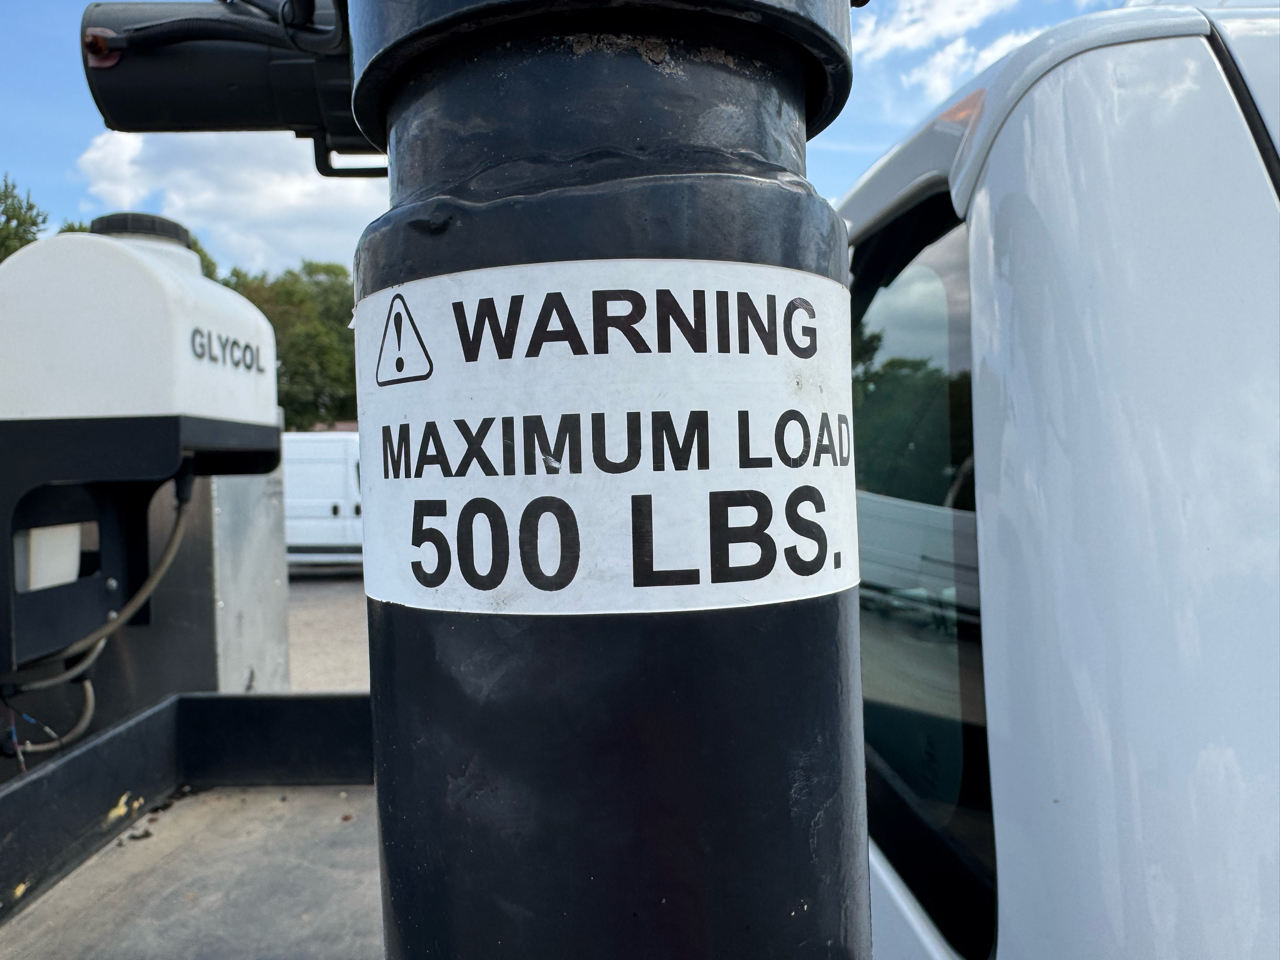 WARNING
MAXIMUM LOAD
500 LBS.
GLYCOL